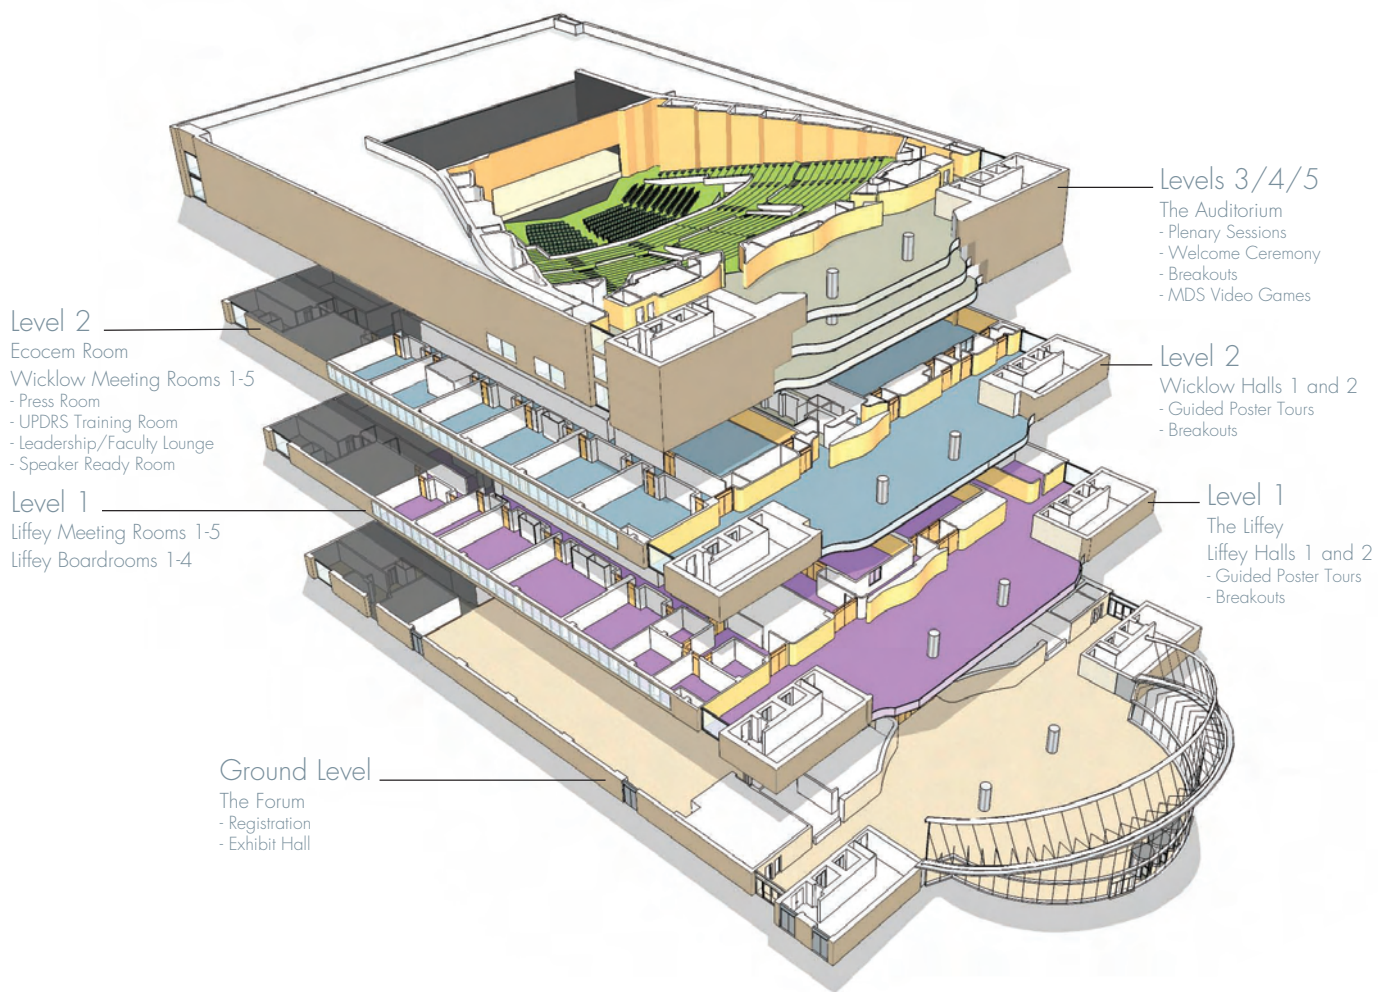 Levels 3/4/5
The Auditorium
- Plenary Sessions
- Welcome Ceremony
- Breakouts
- MDS Video Games
Level 2
Ecocem Room
Wicklow Meeting Rooms 1-5
- Press Room
- UPDRS Training Room
- Leadership/Faculty Lounge
- Speaker Ready Room
Level 2
Wicklow Halls 1 and 2
- Guided Poster Tours
- Breakouts
Level 1
Liffey Meeting Rooms 1-5
Liffey Boardrooms 1-4
Level 1
The Liffey
Liffey Halls 1 and 2
- Guided Poster Tours
- Breakouts
Ground Level
The Forum
- Registration
- Exhibit Hall